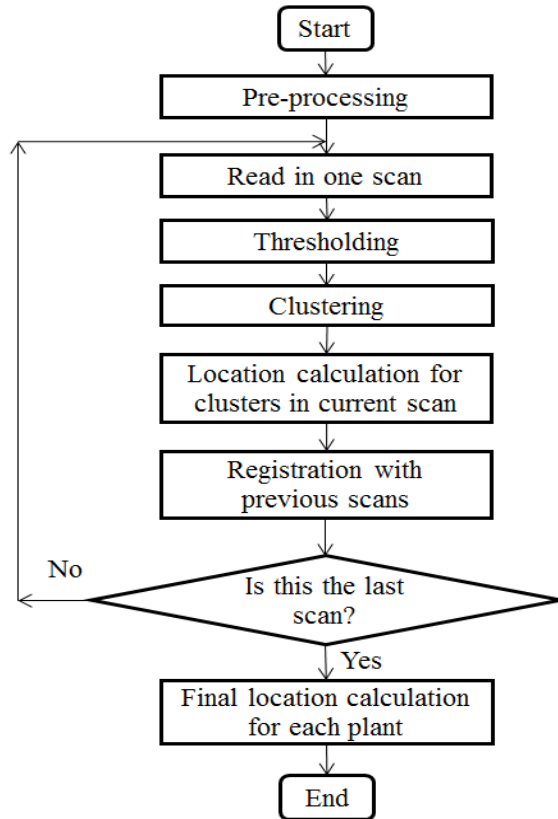 Start
Pre-processing
Read in one scan
Thresholding
Clustering
Location calculation for
clusters in current scan
Registration with
previous scans
No
Is this the last
scan?
Yes
Final location calculation
for each plant
End